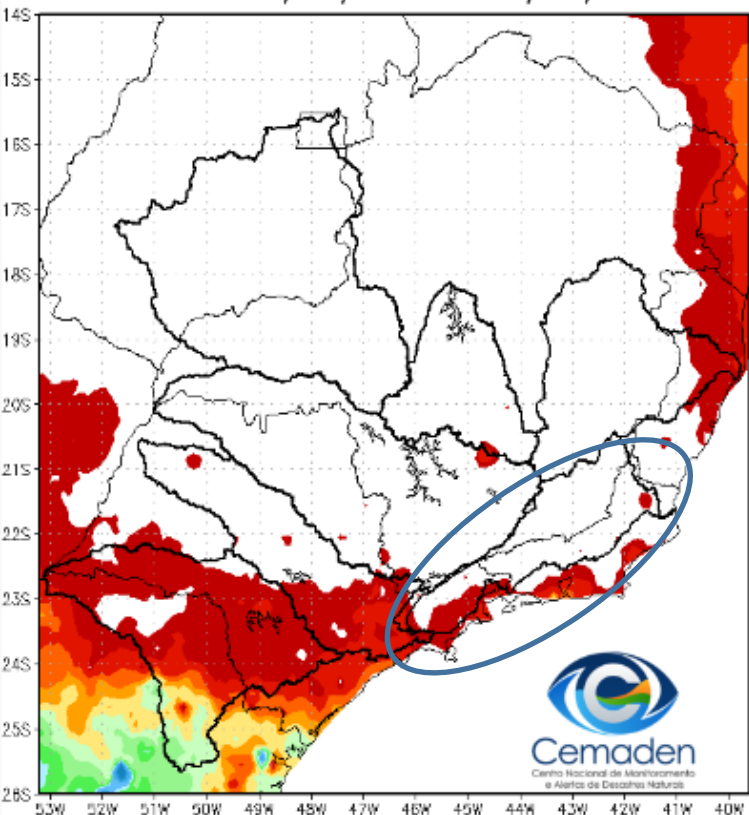 14S
15S
16S
17S
18S
19S
20S
21S
22S
23S
24S
25S
26S
53W 52W 51W 50W 49W 48W 47W 46W 45W 44W 43W 42W 41W 40W
Cemaden
Centro Nacional de Monitoramento
e Alertas de Desastres Naturais